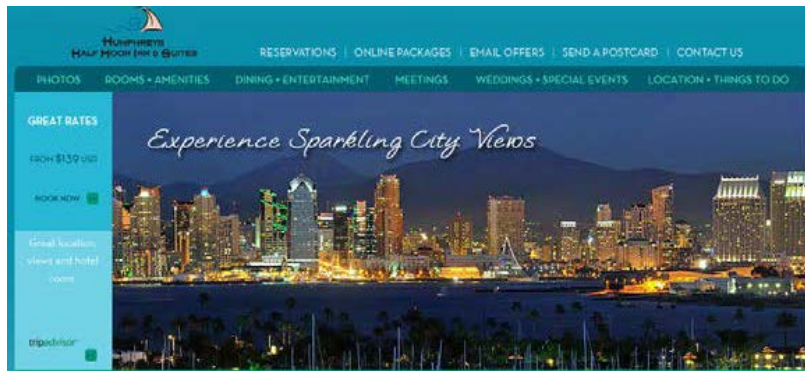 HUMPHREYS
HALF MOON INN & SUITES
RESERVATIONS | ONLINE PACKAGES | EMAIL OFFERS | SEND A POSTCARD | CONTACT US
PHOTOS ROOMS • AMENITIES DINING • ENTERTAINMENT MEETINGS WEDDINGS • SPECIAL EVENTS LOCATION • THINGS TO DO
GREAT RATES
FROM $139 USD
BOOK NOW
Great location,
views and hotel
room
tripadvisor
Experience Sparkling City Views